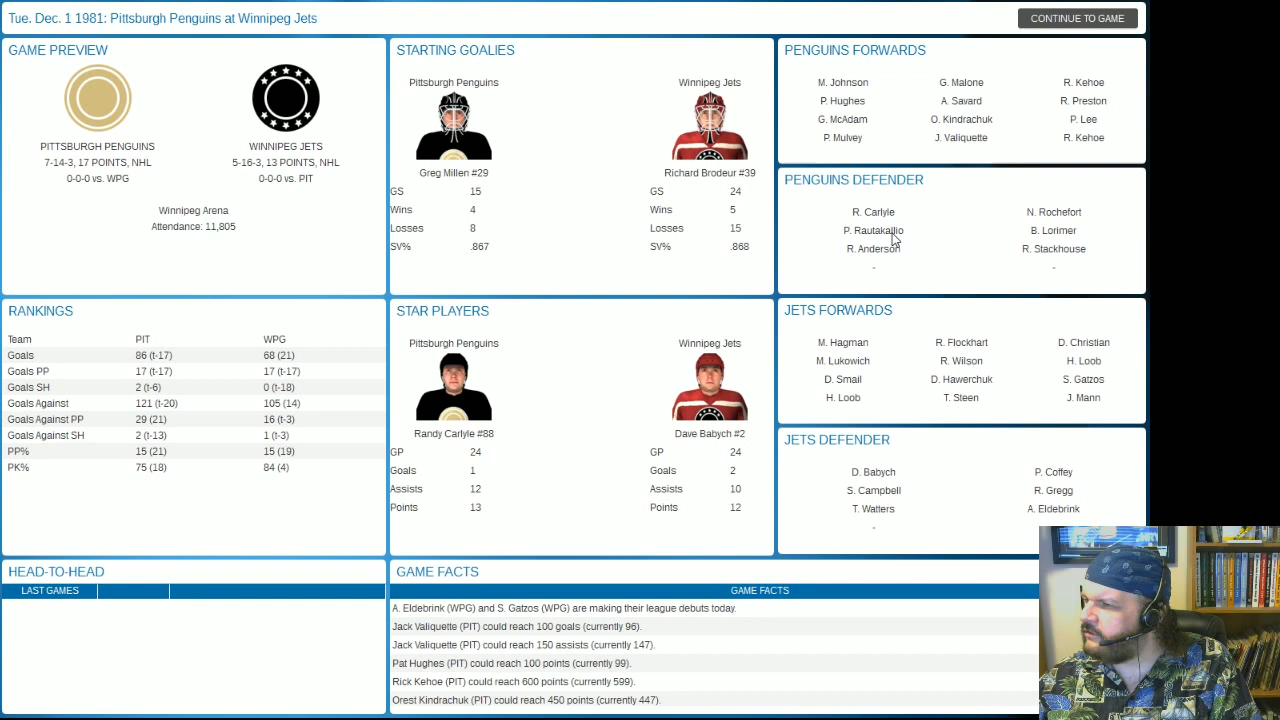 Tue. Dec. 1 1981: Pittsburgh Penguins at Winnipeg Jets
CONTINUE TO GAME
GAME PREVIEW
PITTSBURGH PENGUINS WINNIPEG JETS
7-14-3, 17 POINTS, NHL 5-16-3, 13 POINTS, NHL
0-0-0 vs. WPG 0-0-0 vs. PIT
Winnipeg Arena
Attendance: 11,805
STARTING GOALIES
Pittsburgh Penguins Winnipeg Jets
Greg Millen #29 Richard Brodeur #39
GS 15 GS 24
Wins 4 Wins 5
Losses 8 Losses 15
SV% .867 SV% .868
PENGUINS FORWARDS
M. Johnson G. Malone R. Kehoe
P. Hughes A. Savard R. Preston
G. McAdam O. Kindrachuk P. Lee
P. Mulvey J. Valiquette R. Kehoe
PENGUINS DEFENDER
R. Carlyle N. Rochefort
P. Rautakallio B. Lorimer
R. Anderson R. Stackhouse
- -
RANKINGS
Team PIT WPG
Goals 86 (t-17) 68 (21)
Goals PP 17 (t-17) 17 (t-17)
Goals SH 2 (t-6) 0 (t-18)
Goals Against 121 (t-20) 105 (14)
Goals Against PP 29 (21) 16 (t-3)
Goals Against SH 2 (t-13) 1 (t-3)
PP% 15 (21) 15 (19)
PK% 75 (18) 84 (4)
STAR PLAYERS
Pittsburgh Penguins Winnipeg Jets
Randy Carlyle #88 Dave Babych #2
GP 24 GP 24
Goals 1 Goals 2
Assists 12 Assists 10
Points 13 Points 12
JETS FORWARDS
M. Hagman R. Flockhart D. Christian
M. Lukowich R. Wilson H. Loob
D. Smail D. Hawerchuk S. Gatzos
H. Loob T. Steen J. Mann
JETS DEFENDER
D. Babych P. Coffey
S. Campbell R. Gregg
T. Watters A. Eldebrink
-
HEAD-TO-HEAD
LAST GAMES
GAME FACTS
GAME FACTS
A. Eldebrink (WPG) and S. Gatzos (WPG) are making their league debuts today.
Jack Valiquette (PIT) could reach 100 goals (currently 96).
Jack Valiquette (PIT) could reach 150 assists (currently 147).
Pat Hughes (PIT) could reach 100 points (currently 99).
Rick Kehoe (PIT) could reach 600 points (currently 599).
Orest Kindrachuk (PIT) could reach 450 points (currently 447).